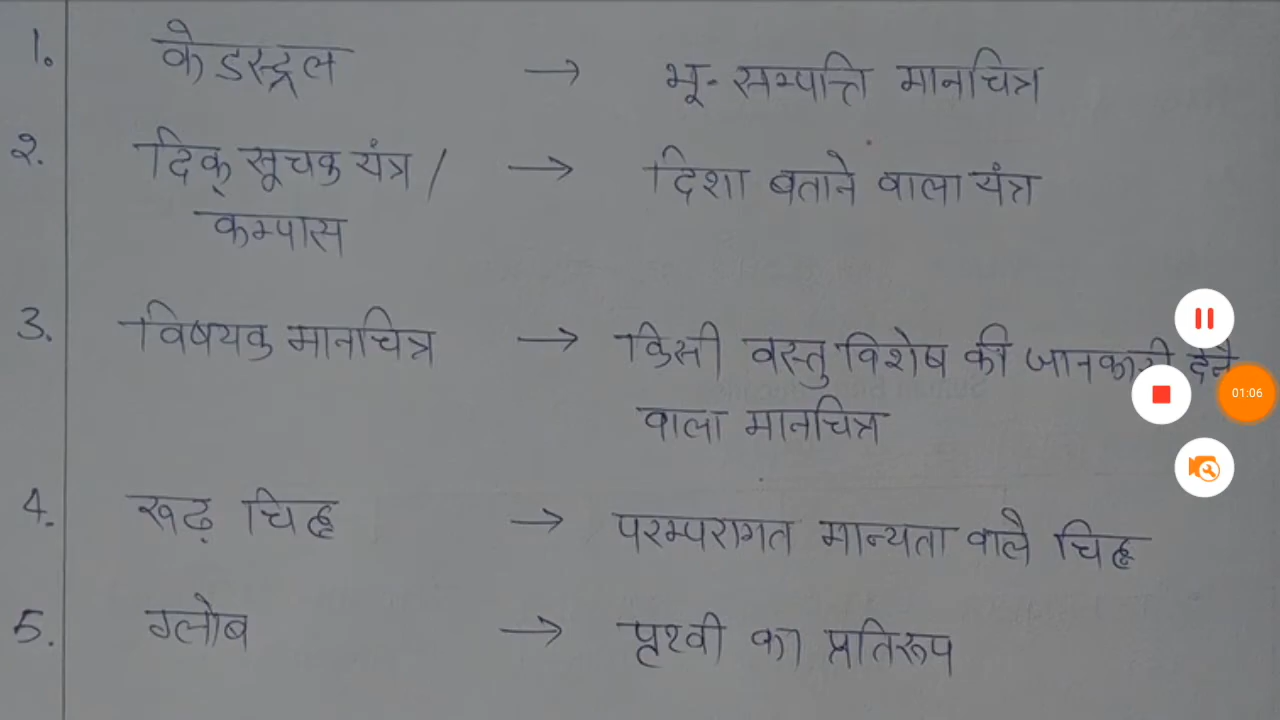 1. केडस्ट्रल → भू-सम्पत्ति मानचित्र
२. दिक् सूचक यंत्र / → दिशा बताने वाला यंत्र
कम्पास
3. विषयक मानचित्र → किसी वस्तु विशेष की जानकारी देने
वाला मानचित्र
4. रूढ़ चिह्न → परम्परागत मान्यता वाले चिह्न
5. ग्लोब → पृथ्वी का प्रतिरूप
01:06